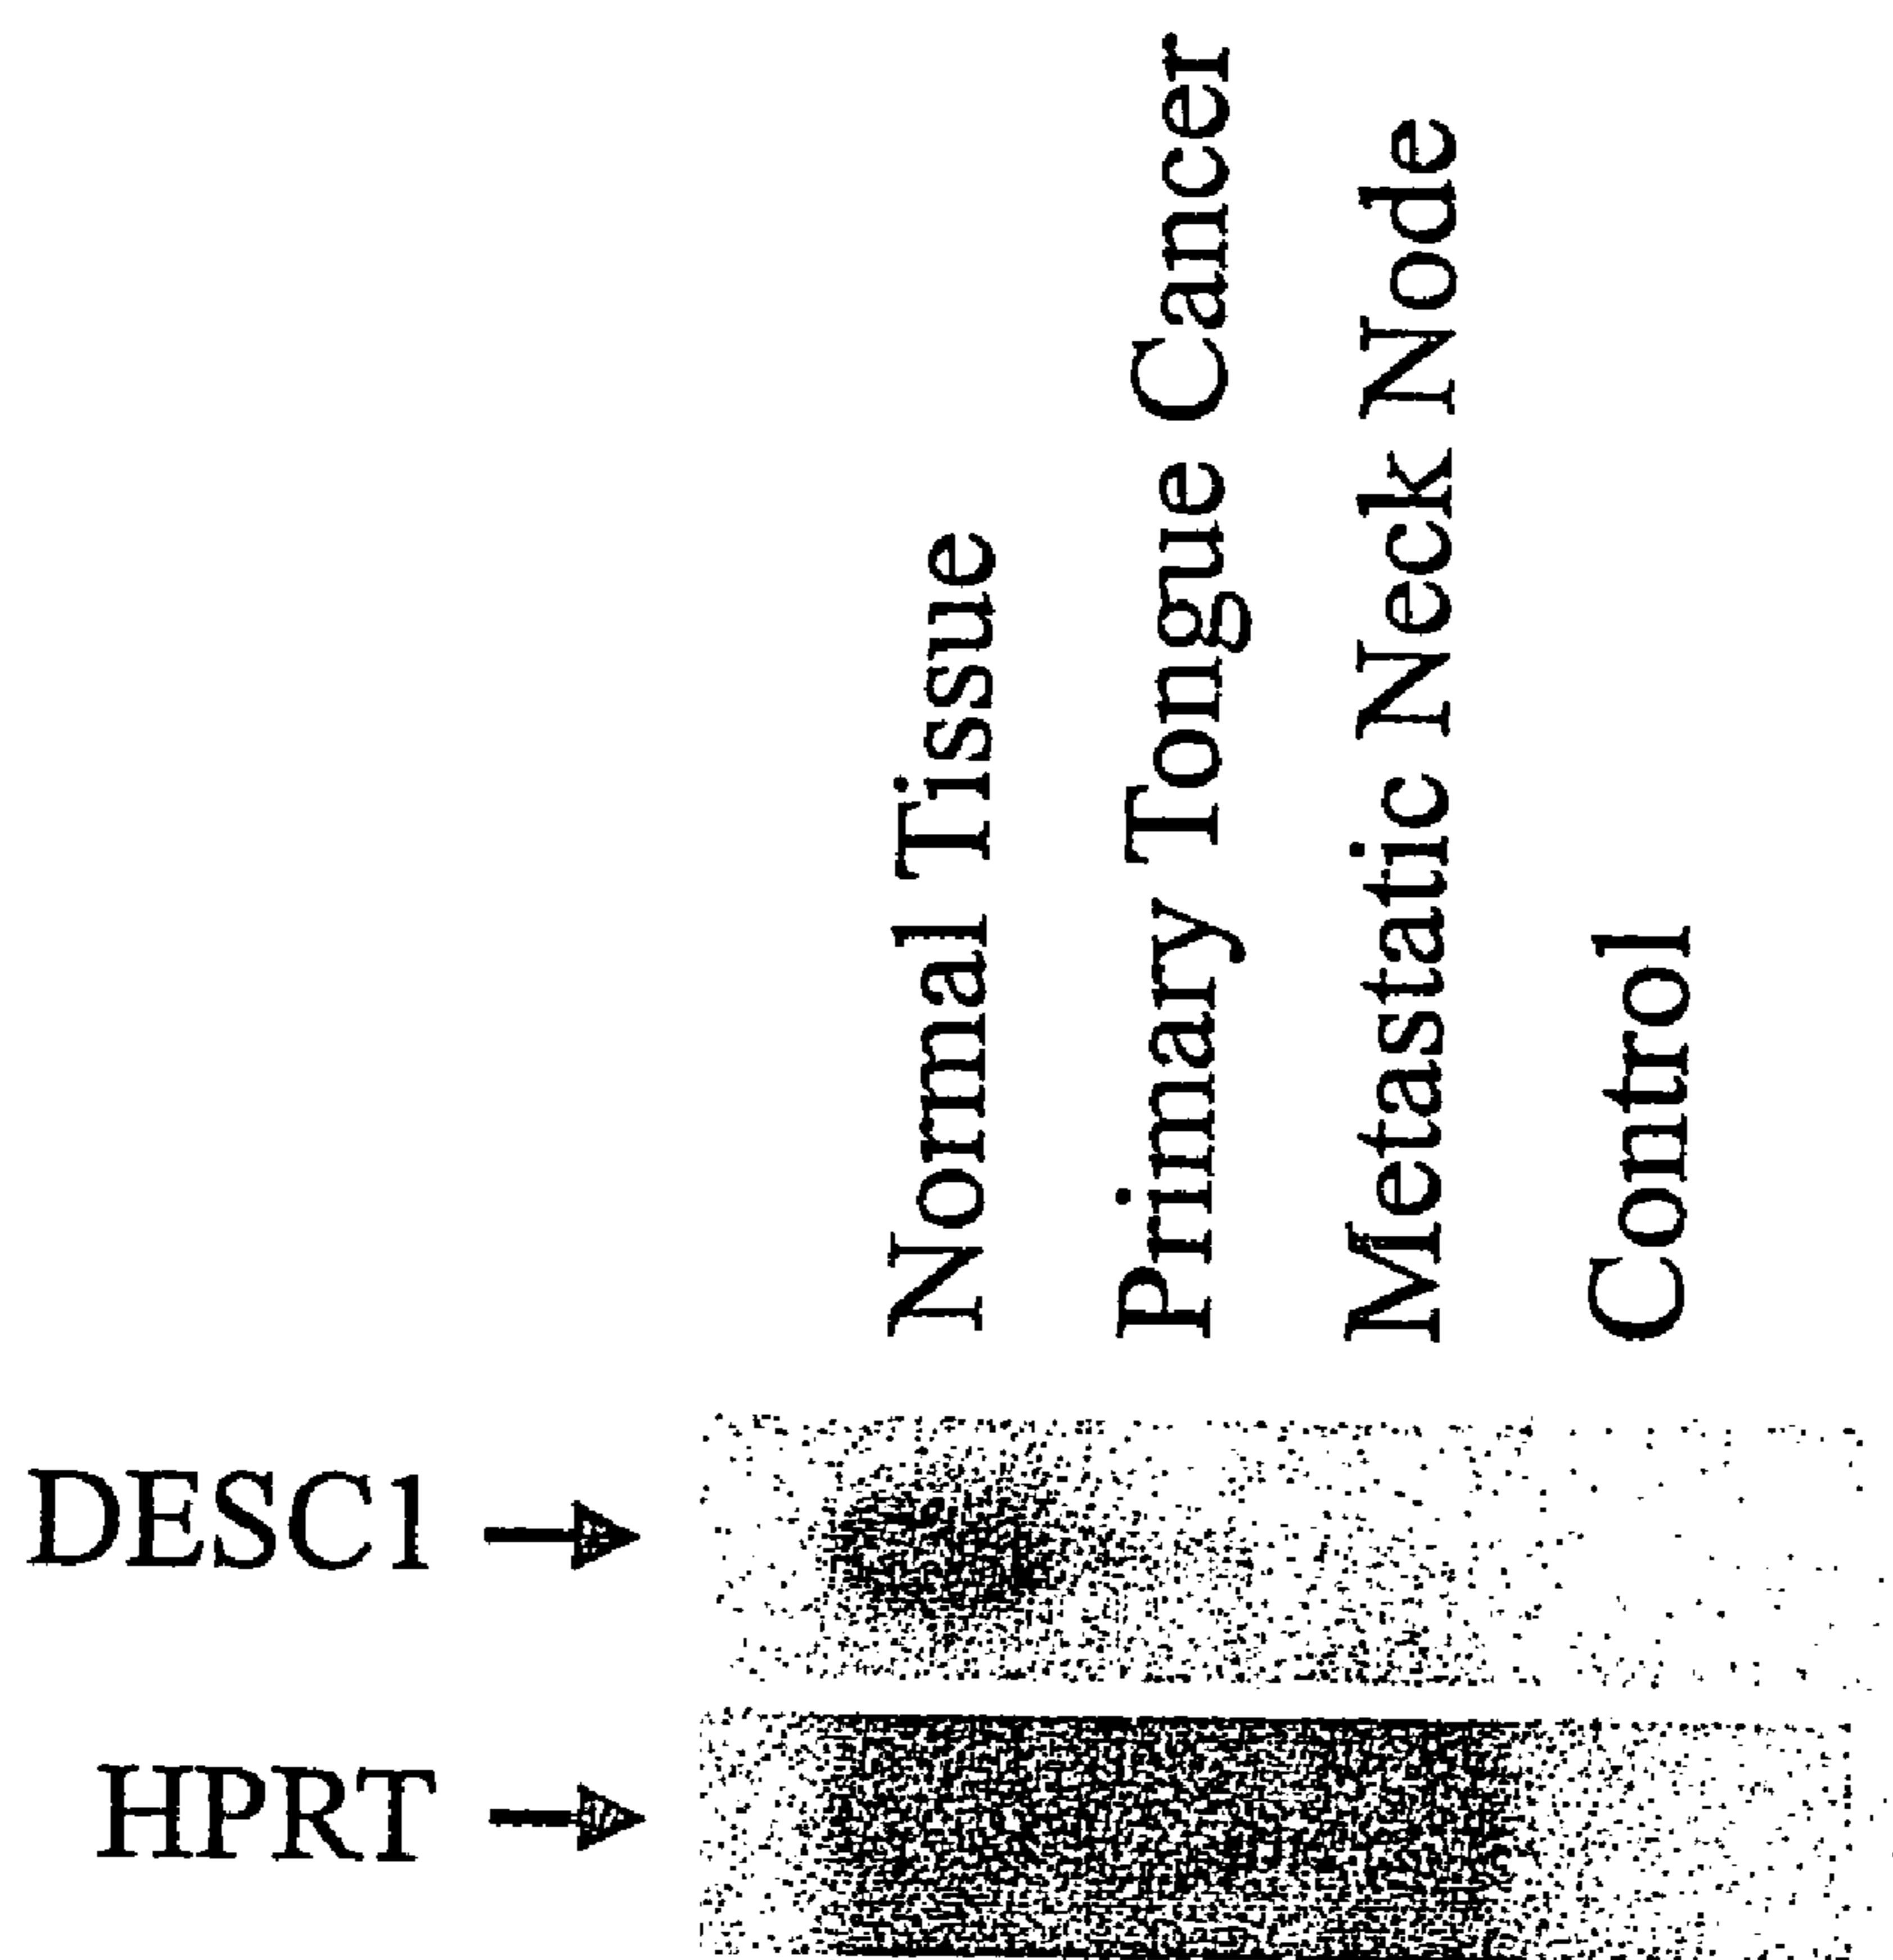 Normal Tissue
Primary Tongue Cancer
Metastatic Neck Node
Control
DESC1
HPRT